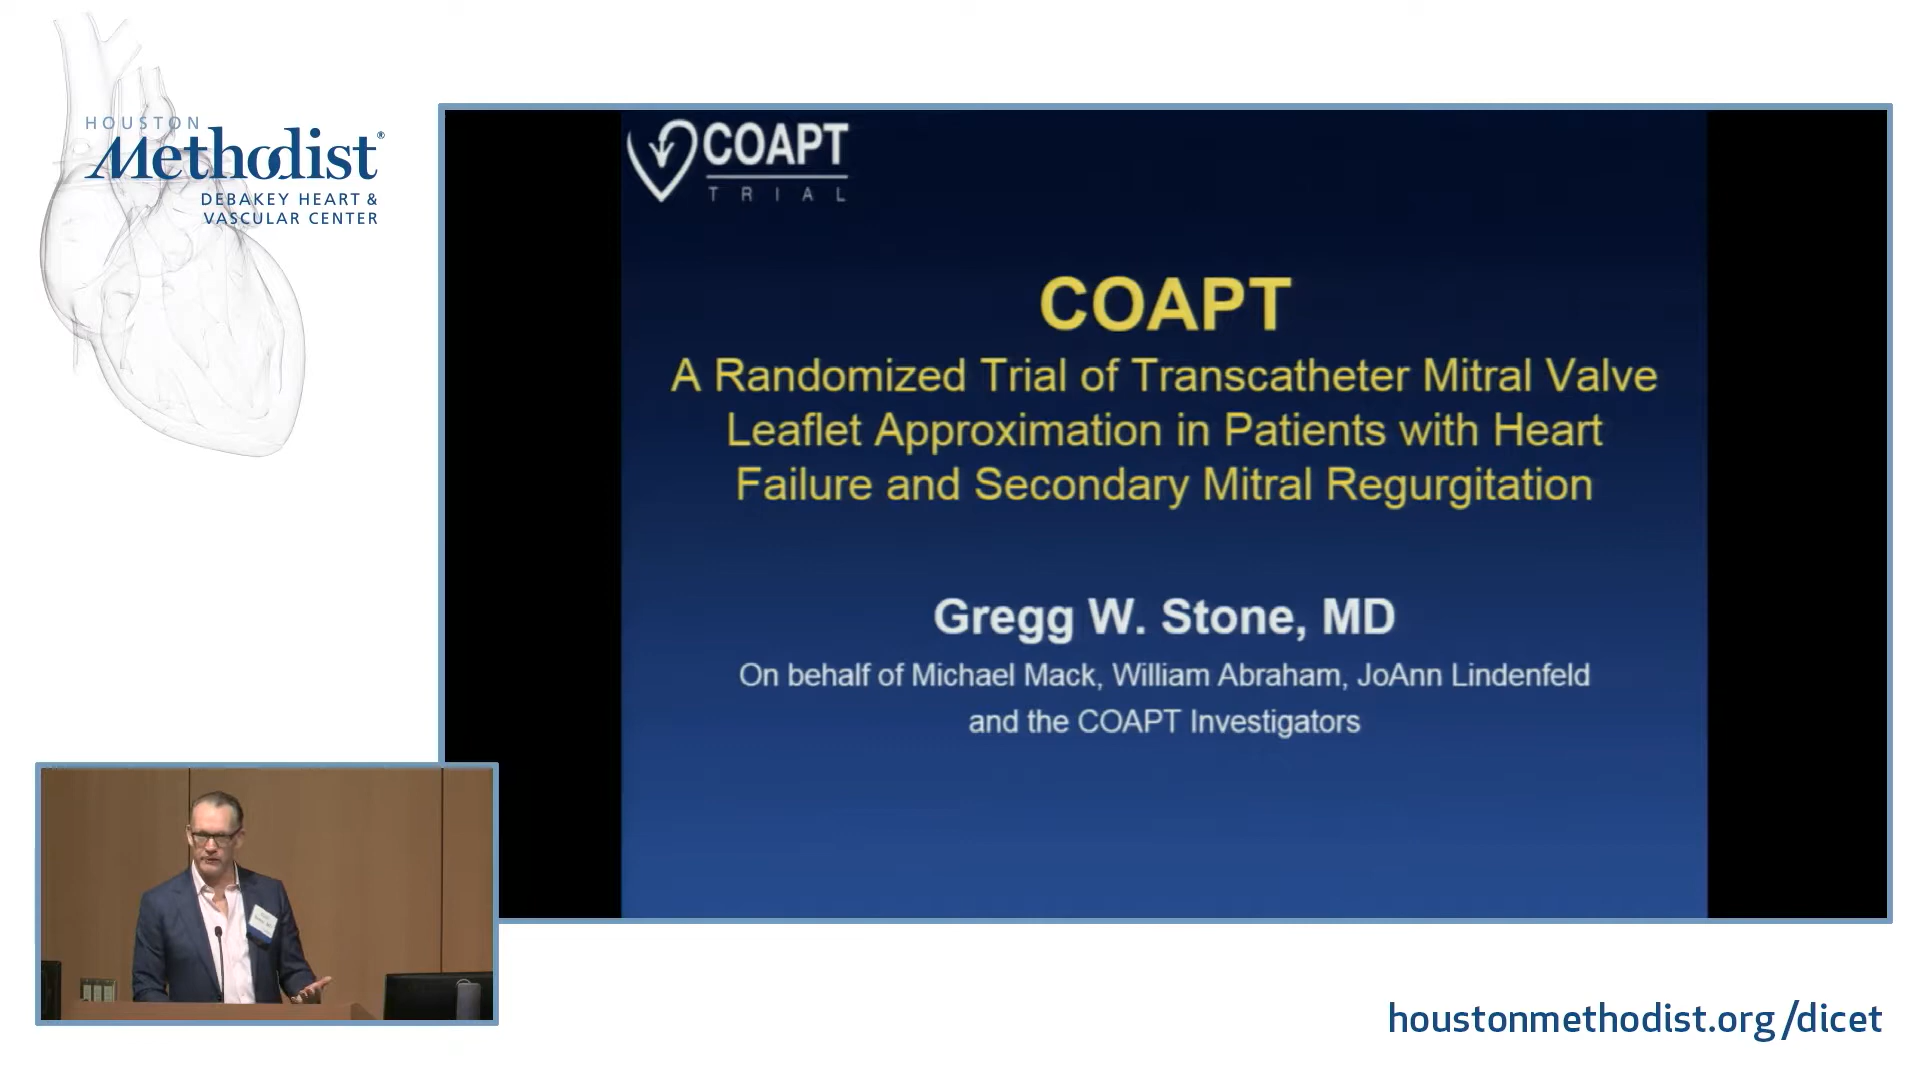 HOUSTON
Methodist®
DEBAKEY HEART &
VASCULAR CENTER
COAPT
TRIAL
COAPT
A Randomized Trial of Transcatheter Mitral Valve
Leaflet Approximation in Patients with Heart
Failure and Secondary Mitral Regurgitation
Gregg W. Stone, MD
On behalf of Michael Mack, William Abraham, JoAnn Lindenfeld
and the COAPT Investigators
houstonmethodist.org/dicet